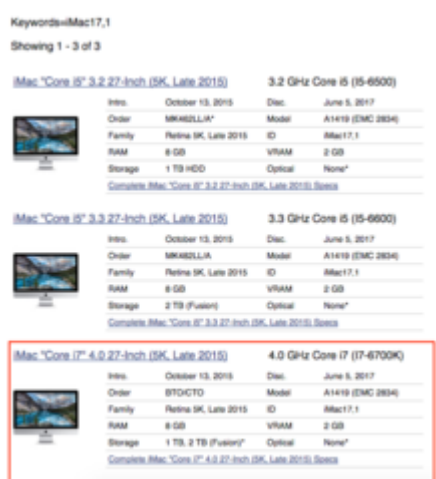 Keywords=iMac17,1
Showing 1 - 3 of 3
iMac "Core i5" 3.2 27-Inch (5K, Late 2015) 3.2 GHz Core i5 (I5-6500)
Intro. October 13, 2015 Disc. June 5, 2017
Order MK462LL/A* Model A1419 (EMC 2834)
Family Retina 5K, Late 2015 ID iMac17,1
RAM 8 GB VRAM 2 GB
Storage 1 TB HDD Optical None*
Complete iMac "Core i5" 3.2 27-Inch (5K, Late 2015) Specs
iMac "Core i5" 3.3 27-Inch (5K, Late 2015) 3.3 GHz Core i5 (I5-6600)
Intro. October 13, 2015 Disc. June 5, 2017
Order MK482LL/A Model A1419 (EMC 2834)
Family Retina 5K, Late 2015 ID iMac17,1
RAM 8 GB VRAM 2 GB
Storage 2 TB (Fusion) Optical None*
Complete iMac "Core i5" 3.3 27-Inch (5K, Late 2015) Specs
iMac "Core i7" 4.0 27-Inch (5K, Late 2015) 4.0 GHz Core i7 (I7-6700K)
Intro. October 13, 2015 Disc. June 5, 2017
Order BTO/CTO Model A1419 (EMC 2834)
Family Retina 5K, Late 2015 ID iMac17,1
RAM 8 GB VRAM 2 GB
Storage 1 TB, 2 TB (Fusion)* Optical None*
Complete iMac "Core i7" 4.0 27-Inch (5K, Late 2015) Specs